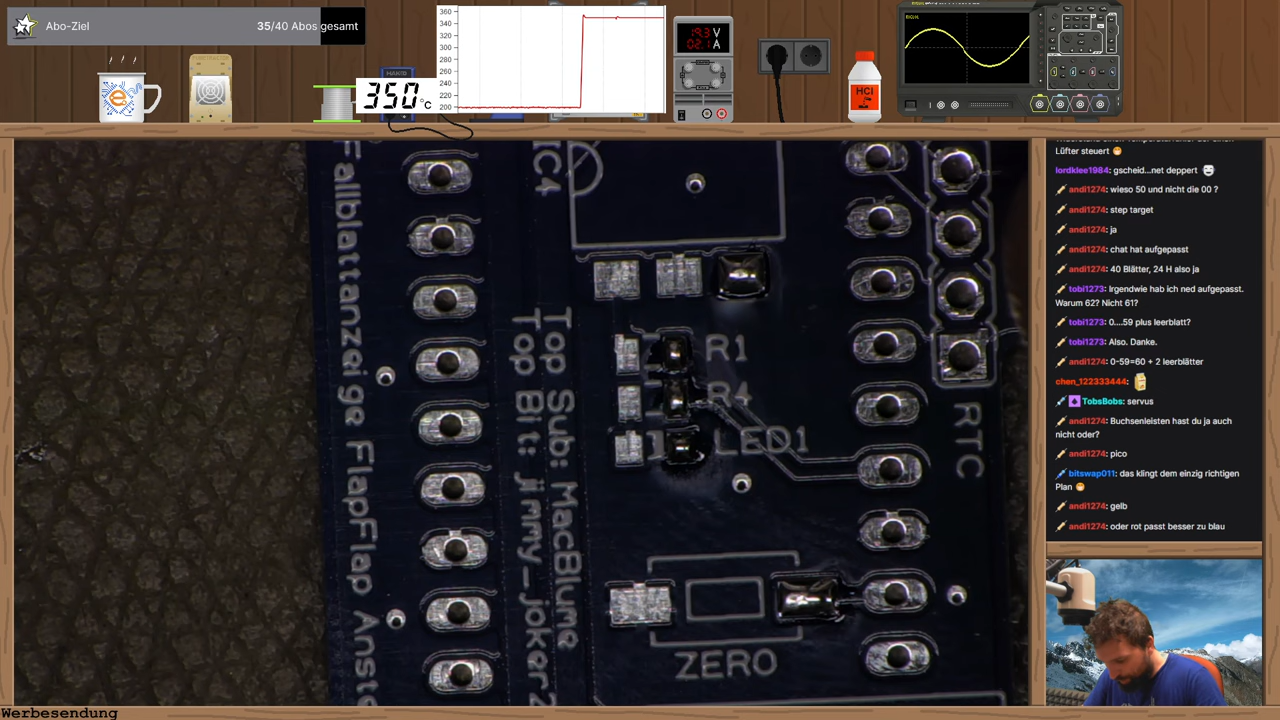 Abo-Ziel
35/40 Abos gesamt
HAKKO
350°C
360
340
320
300
280
260
240
220
200
V
A
HCl
Lüfter steuert
lordklee1984: gscheid...net deppert
andi1274: wieso 50 und nicht die 00 ?
andi1274: step target
andi1274: ja
andi1274: chat hat aufgepasst
andi1274: 40 Blätter, 24 H also ja
tobi1273: Irgendwie hab ich ned aufgepasst.
Warum 62? Nicht 61?
tobi1273: 0....59 plus leerblatt?
tobi1273: Also. Danke.
andi1274: 0-59=60 + 2 leerblätter
chen_122333444:
TobsBobs: servus
andi1274: Buchsenleisten hast du ja auch
nicht oder?
andi1274: pico
bitswap011: das klingt dem einzig richtigen
Plan
andi1274: gelb
andi1274: oder rot passt besser zu blau
Fallblattanzeige FlapFlap Anste
IC4
Top Sub: MacBlume
Top Bit: jimmy_joker2
R1
R4
LED1
RTC
ZERO
Werbesendung